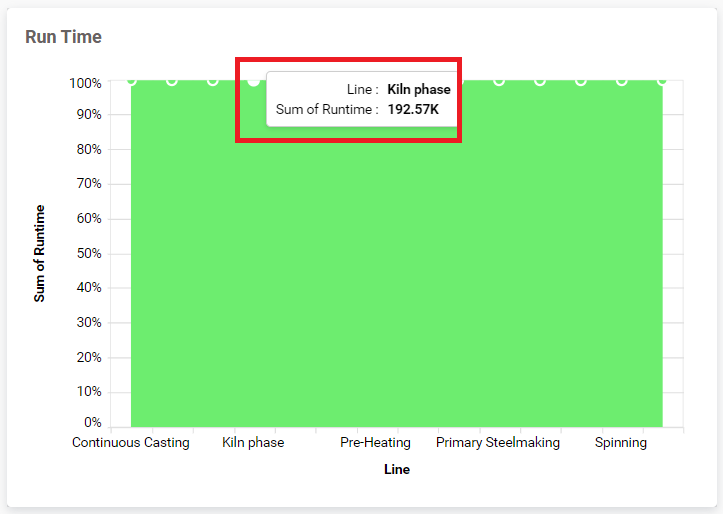 Run Time
Line : Kiln phase
Sum of Runtime : 192.57K
100%
90%
80%
70%
60%
50%
40%
30%
20%
10%
0%
Sum of Runtime
Continuous Casting Kiln phase Pre-Heating Primary Steelmaking Spinning
Line